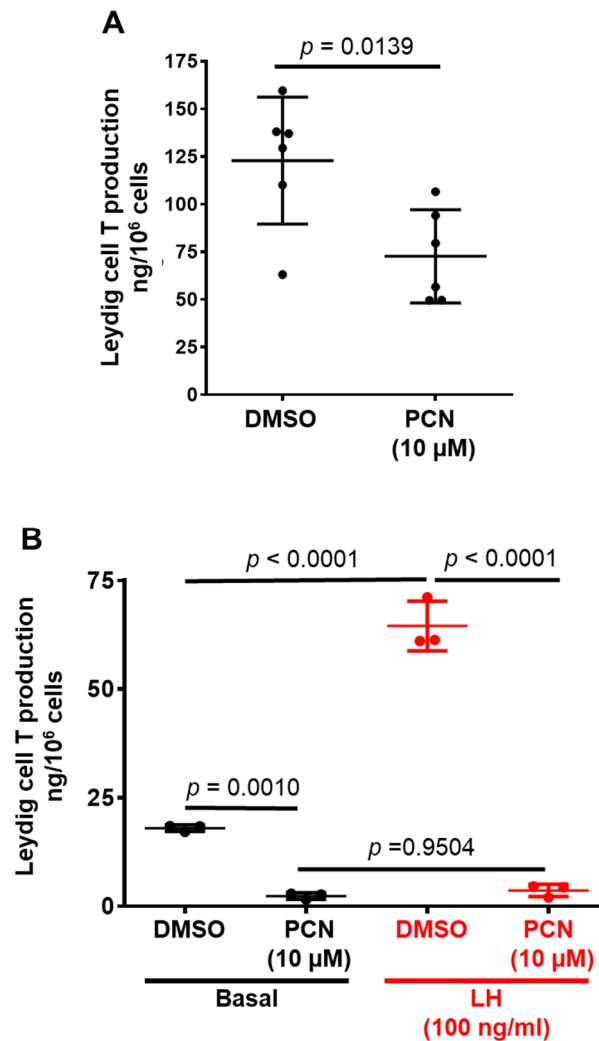 A
p = 0.0139
175
150
125
100
75
50
25
0
Leydig cell T production
ng/10⁶ cells
DMSO
PCN
(10 µM)
B
p < 0.0001
p < 0.0001
75
50
25
0
Leydig cell T production
ng/10⁶ cells
p = 0.0010
p =0.9504
DMSO
PCN
(10 µM)
DMSO
PCN
(10 µM)
Basal
LH
(100 ng/ml)